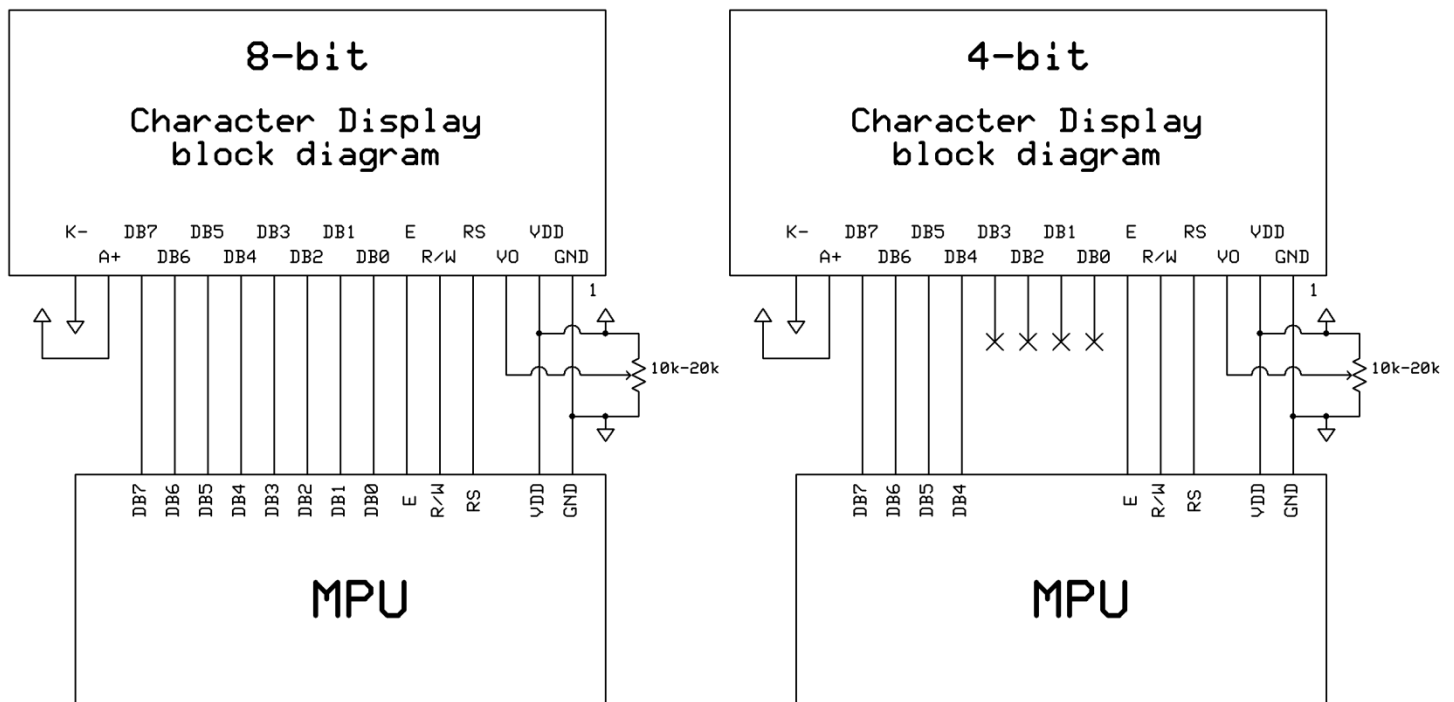 8-bit
Character Display
block diagram
K- DB7 DB5 DB3 DB1 E RS VDD
A+ DB6 DB4 DB2 DB0 R/W VO GND
1
10k-20k
DB7 DB6 DB5 DB4 DB3 DB2 DB1 DB0 E R/W RS VDD GND
MPU
4-bit
Character Display
block diagram
K- DB7 DB5 DB3 DB1 E RS VDD
A+ DB6 DB4 DB2 DB0 R/W VO GND
1
10k-20k
DB7 DB6 DB5 DB4 E R/W RS VDD GND
MPU